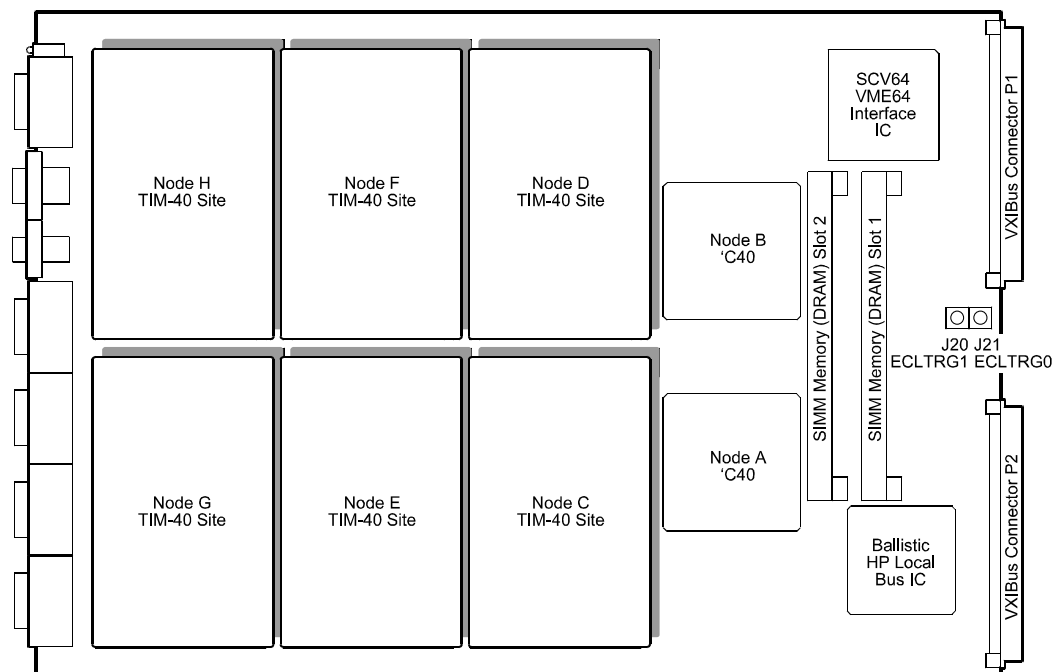 SCV64
VME64
Interface
IC
VXIBus Connector P1
Node H
TIM-40 Site
Node F
TIM-40 Site
Node D
TIM-40 Site
Node B
‘C40
SIMM Memory (DRAM) Slot 2
SIMM Memory (DRAM) Slot 1
J20 J21
ECLTRG1 ECLTRG0
Node G
TIM-40 Site
Node E
TIM-40 Site
Node C
TIM-40 Site
Node A
‘C40
Ballistic
HP Local
Bus IC
VXIBus Connector P2